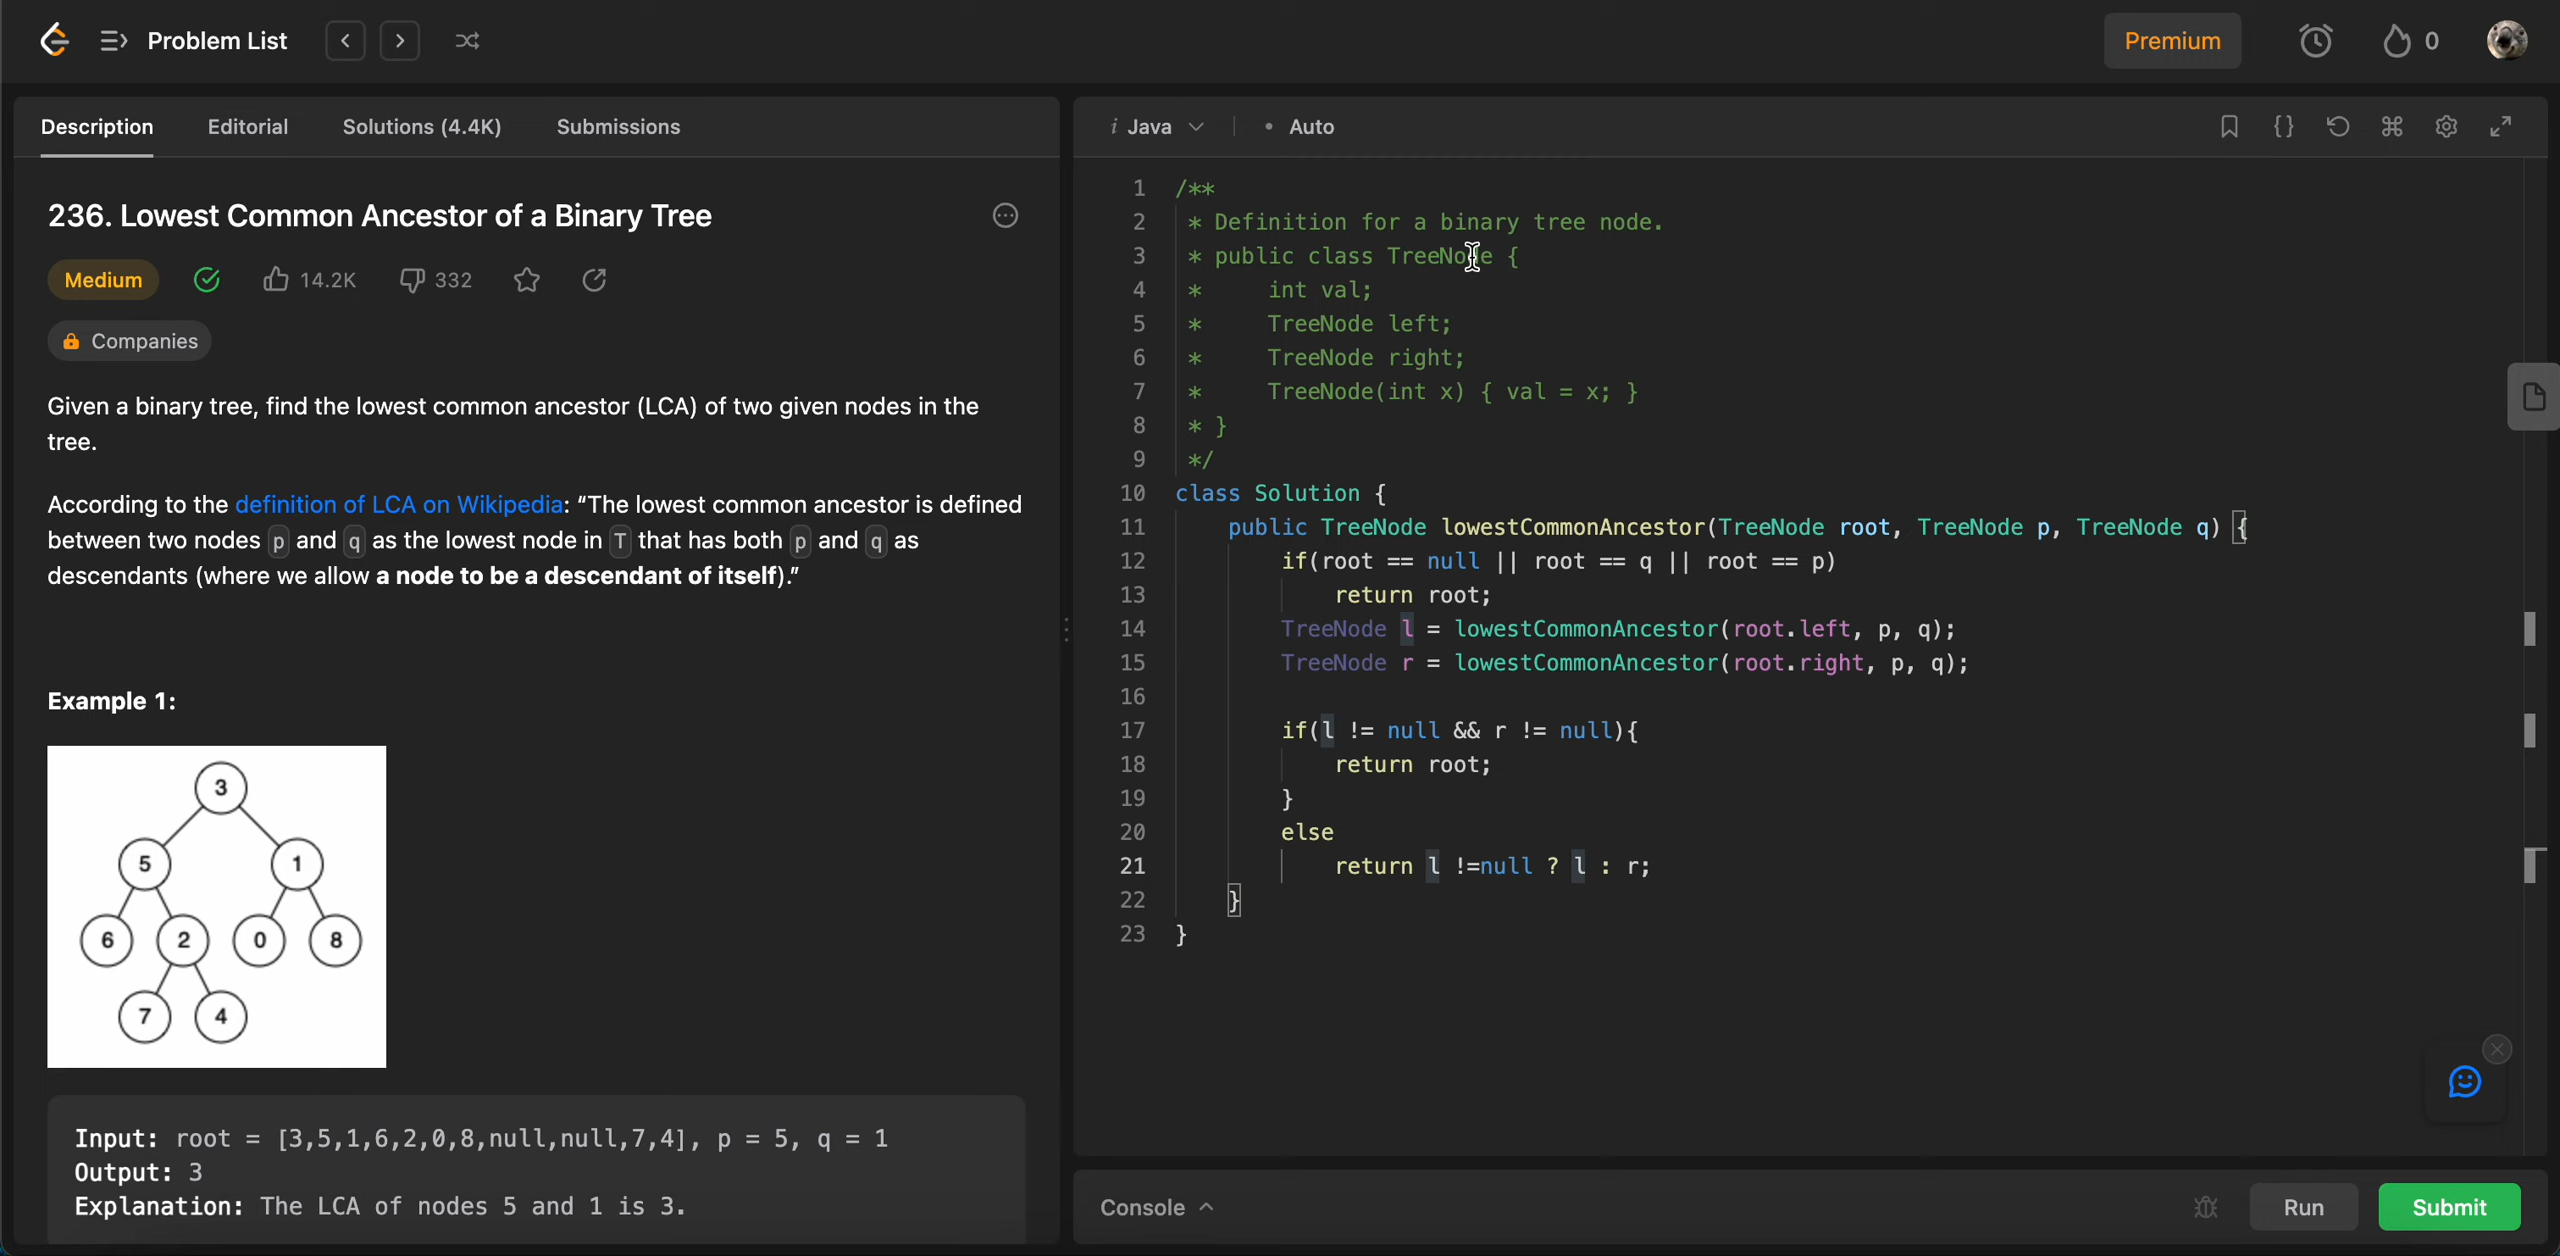 Problem List
Premium
0
Description Editorial Solutions (4.4K) Submissions
236. Lowest Common Ancestor of a Binary Tree
Medium 14.2K 332
Companies
Given a binary tree, find the lowest common ancestor (LCA) of two given nodes in the
tree.
According to the definition of LCA on Wikipedia: “The lowest common ancestor is defined
between two nodes p and q as the lowest node in T that has both p and q as
descendants (where we allow a node to be a descendant of itself).”
Example 1:
3
5 1
6 2 0 8
7 4
Input: root = [3,5,1,6,2,0,8,null,null,7,4], p = 5, q = 1
Output: 3
Explanation: The LCA of nodes 5 and 1 is 3.
i Java • Auto
1 /**
2 * Definition for a binary tree node.
3 * public class TreeNode {
4 *     int val;
5 *     TreeNode left;
6 *     TreeNode right;
7 *     TreeNode(int x) { val = x; }
8 * }
9 */
10 class Solution {
11     public TreeNode lowestCommonAncestor(TreeNode root, TreeNode p, TreeNode q) {
12         if(root == null || root == q || root == p)
13             return root;
14         TreeNode l = lowestCommonAncestor(root.left, p, q);
15         TreeNode r = lowestCommonAncestor(root.right, p, q);
16
17         if(l != null && r != null){
18             return root;
19         }
20         else
21             return l !=null ? l : r;
22     }
23 }
Console Run Submit